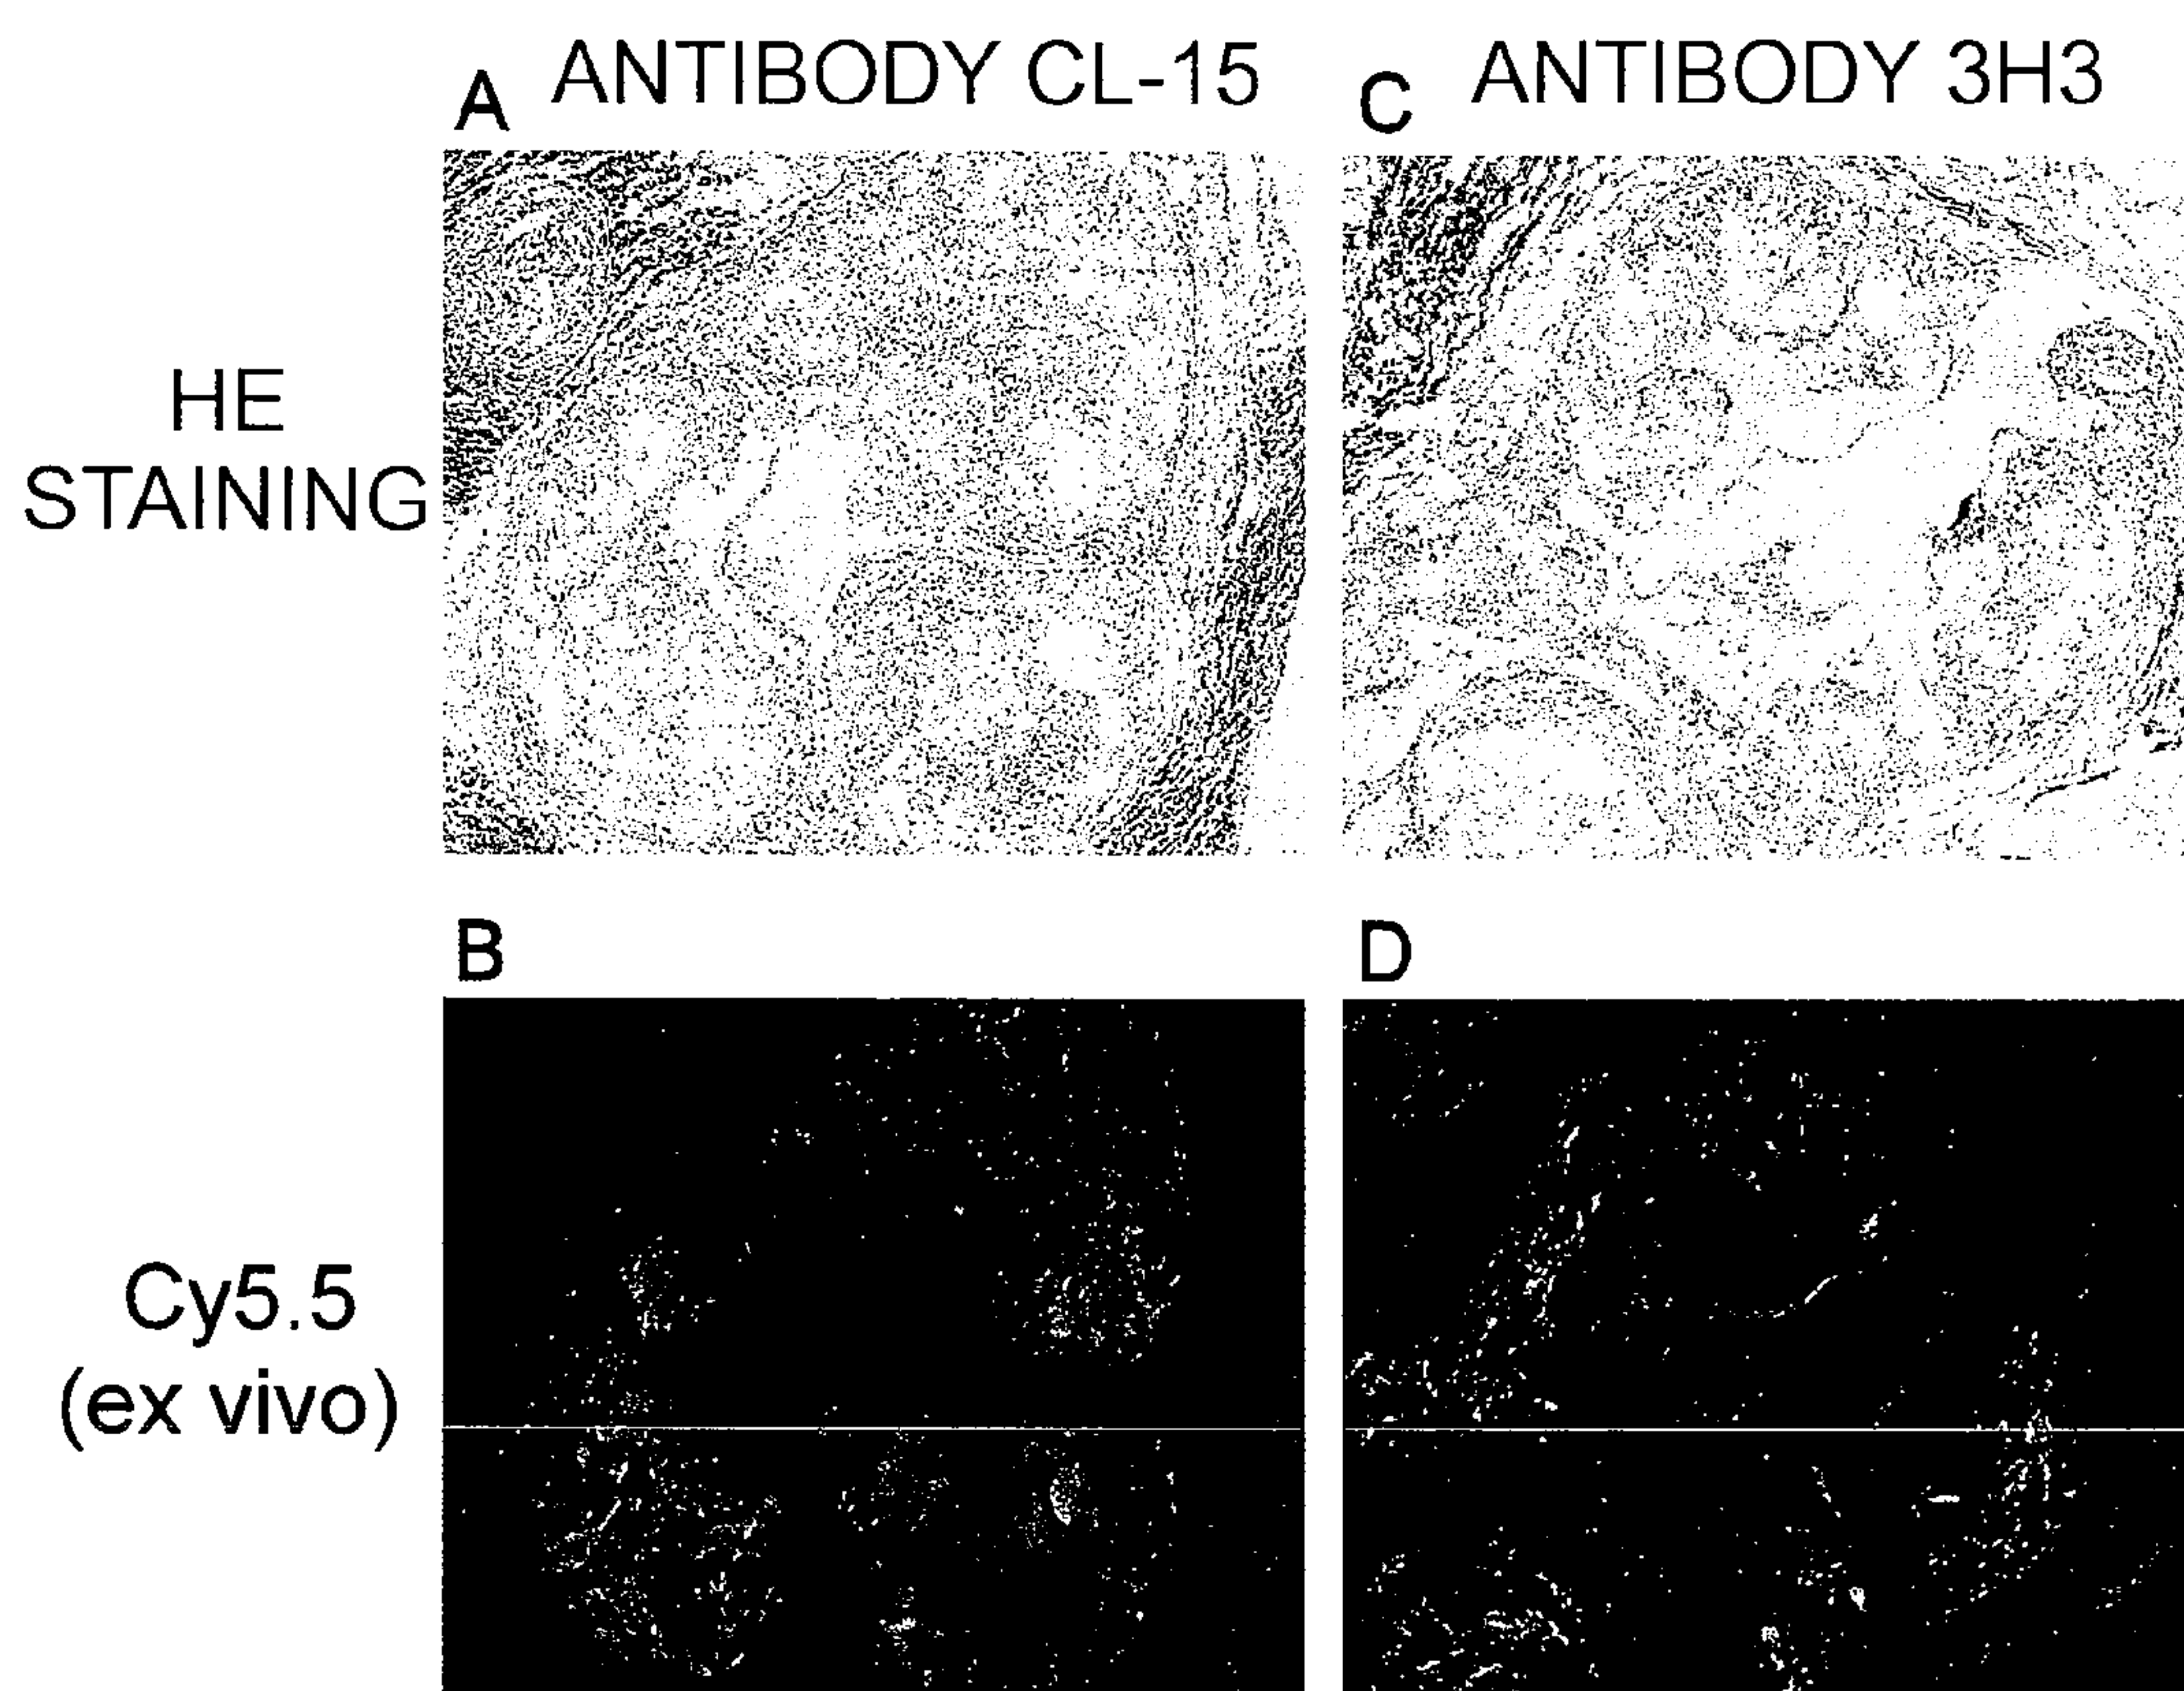 A ANTIBODY CL-15
C ANTIBODY 3H3
HE
STAINING
B
D
Cy5.5
(ex vivo)